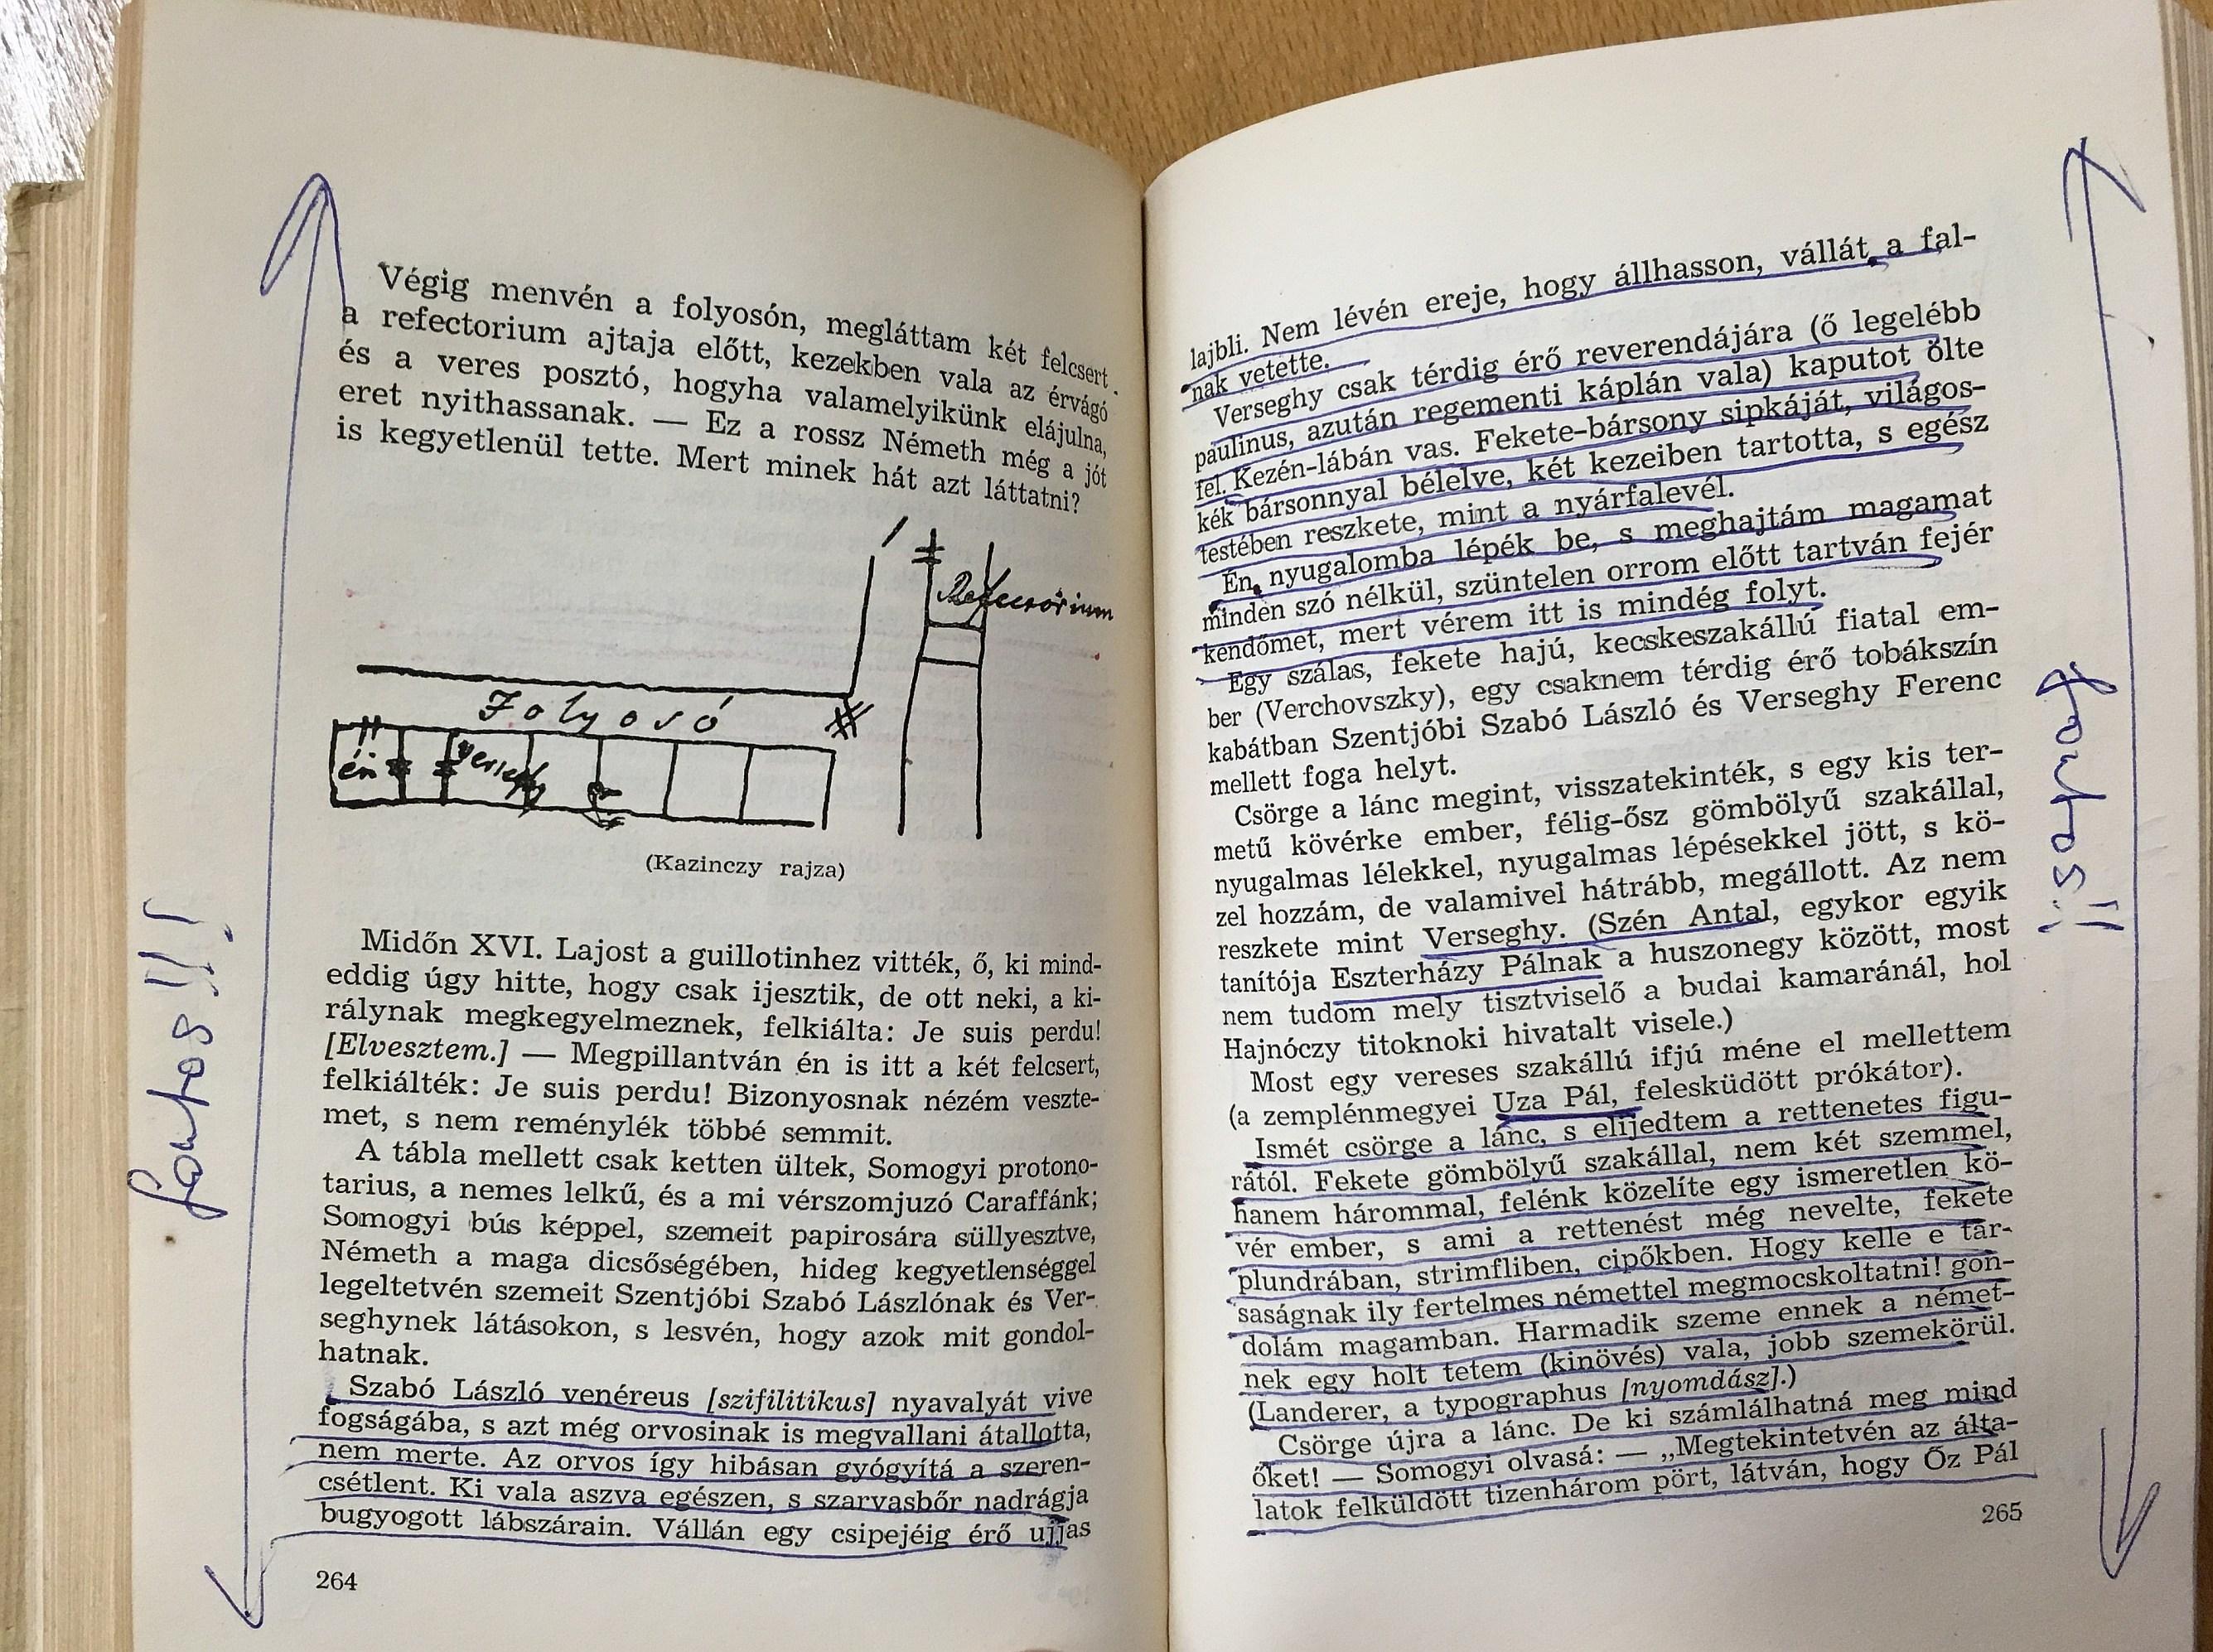 Végig menvén a folyosón, megláttam két felcsert
a refectorium ajtaja előtt, kezekben vala az érvágó
és a veres posztó, hogyha valamelyikünk elájulna,
eret nyithassanak. — Ez a rossz Németh még a jót
is kegyetlenül tette. Mert minek hát azt láttatni?
Refectórium
Folyosó
én
Verseghy
(Kazinczy rajza)
fontos!!!
Midőn XVI. Lajost a guillotinhez vitték, ő, ki mind-
eddig úgy hitte, hogy csak ijesztik, de ott neki, a ki-
rálynak megkegyelmeznek, felkiálta: Je suis perdu!
[Elvesztem.] — Megpillantván én is itt a két felcsert,
felkiálték: Je suis perdu! Bizonyosnak nézém veszte-
met, s nem reménylék többé semmit.
A tábla mellett csak ketten ültek, Somogyi protono-
tarius, a nemes lelkű, és a mi vérszomjuzó Caraffánk;
Somogyi bús képpel, szemeit papirosára süllyesztve,
Németh a maga dicsőségében, hideg kegyetlenséggel
legeltetvén szemeit Szentjóbi Szabó Lászlónak és Ver-
seghynek látásokon, s lesvén, hogy azok mit gondol-
hatnak.
Szabó László venéreus [szifilitikus] nyavalyát vive
fogságába, s azt még orvosinak is megvallani átallotta,
nem merte. Az orvos így hibásan gyógyítá a szeren-
csétlent. Ki vala aszva egészen, s szarvasbőr nadrágja
bugyogott lábszárain. Vállán egy csipejéig érő ujjas
264
lajbli. Nem lévén ereje, hogy állhasson, vállát a fal-
nak vetette.
Verseghy csak térdig érő reverendájára (ő legelébb
paulinus, azután regementi káplán vala) kaputot ölte
fel. Kezén-lábán vas. Fekete-bársony sipkáját, világos-
kék bársonnyal bélelve, két kezeiben tartotta, s egész
testében reszkete, mint a nyárfalevél.
Én nyugalomba lépék be, s meghajtám magamat
minden szó nélkül, szüntelen orrom előtt tartván fejér
kendőmet, mert vérem itt is mindég folyt.
Egy szálas, fekete hajú, kecskeszakállú fiatal em-
ber (Verchovszky), egy csaknem térdig érő tobákszín
kabátban Szentjóbi Szabó László és Verseghy Ferenc
mellett foga helyt.
Csörge a lánc megint, visszatekinték, s egy kis ter-
metű kövérke ember, félig-ősz gömbölyű szakállal,
nyugalmas lélekkel, nyugalmas lépésekkel jött, s kö-
zel hozzám, de valamivel hátrább, megállott. Az nem
reszkete mint Verseghy. (Szén Antal, egykor egyik
tanítója Eszterházy Pálnak a huszonegy között, most
nem tudom mely tisztviselő a budai kamaránál, hol
Hajnóczy titoknoki hivatalt visele.)
Most egy vereses szakállú ifjú méne el mellettem
(a zemplénmegyei Uza Pál, felesküdött prókátor).
Ismét csörge a lánc, s elijedtem a rettenetes figu-
rától. Fekete gömbölyű szakállal, nem két szemmel,
hanem hárommal, felénk közelíte egy ismeretlen kö-
vér ember, s ami a rettenést még nevelte, fekete
plundrában, strimfliben, cipőkben. Hogy kelle e tár-
saságnak ily fertelmes némettel megmocskoltatni! gon-
dolám magamban. Harmadik szeme ennek a német-
nek egy holt tetem (kinövés) vala, jobb szemekörül.
(Landerer, a typographus [nyomdász].)
Csörge újra a lánc. De ki számlálhatná meg mind
őket! — Somogyi olvasá: — „Megtekintetvén az álta-
latok felküldött tizenhárom pört, látván, hogy Őz Pál
265
fontos!!